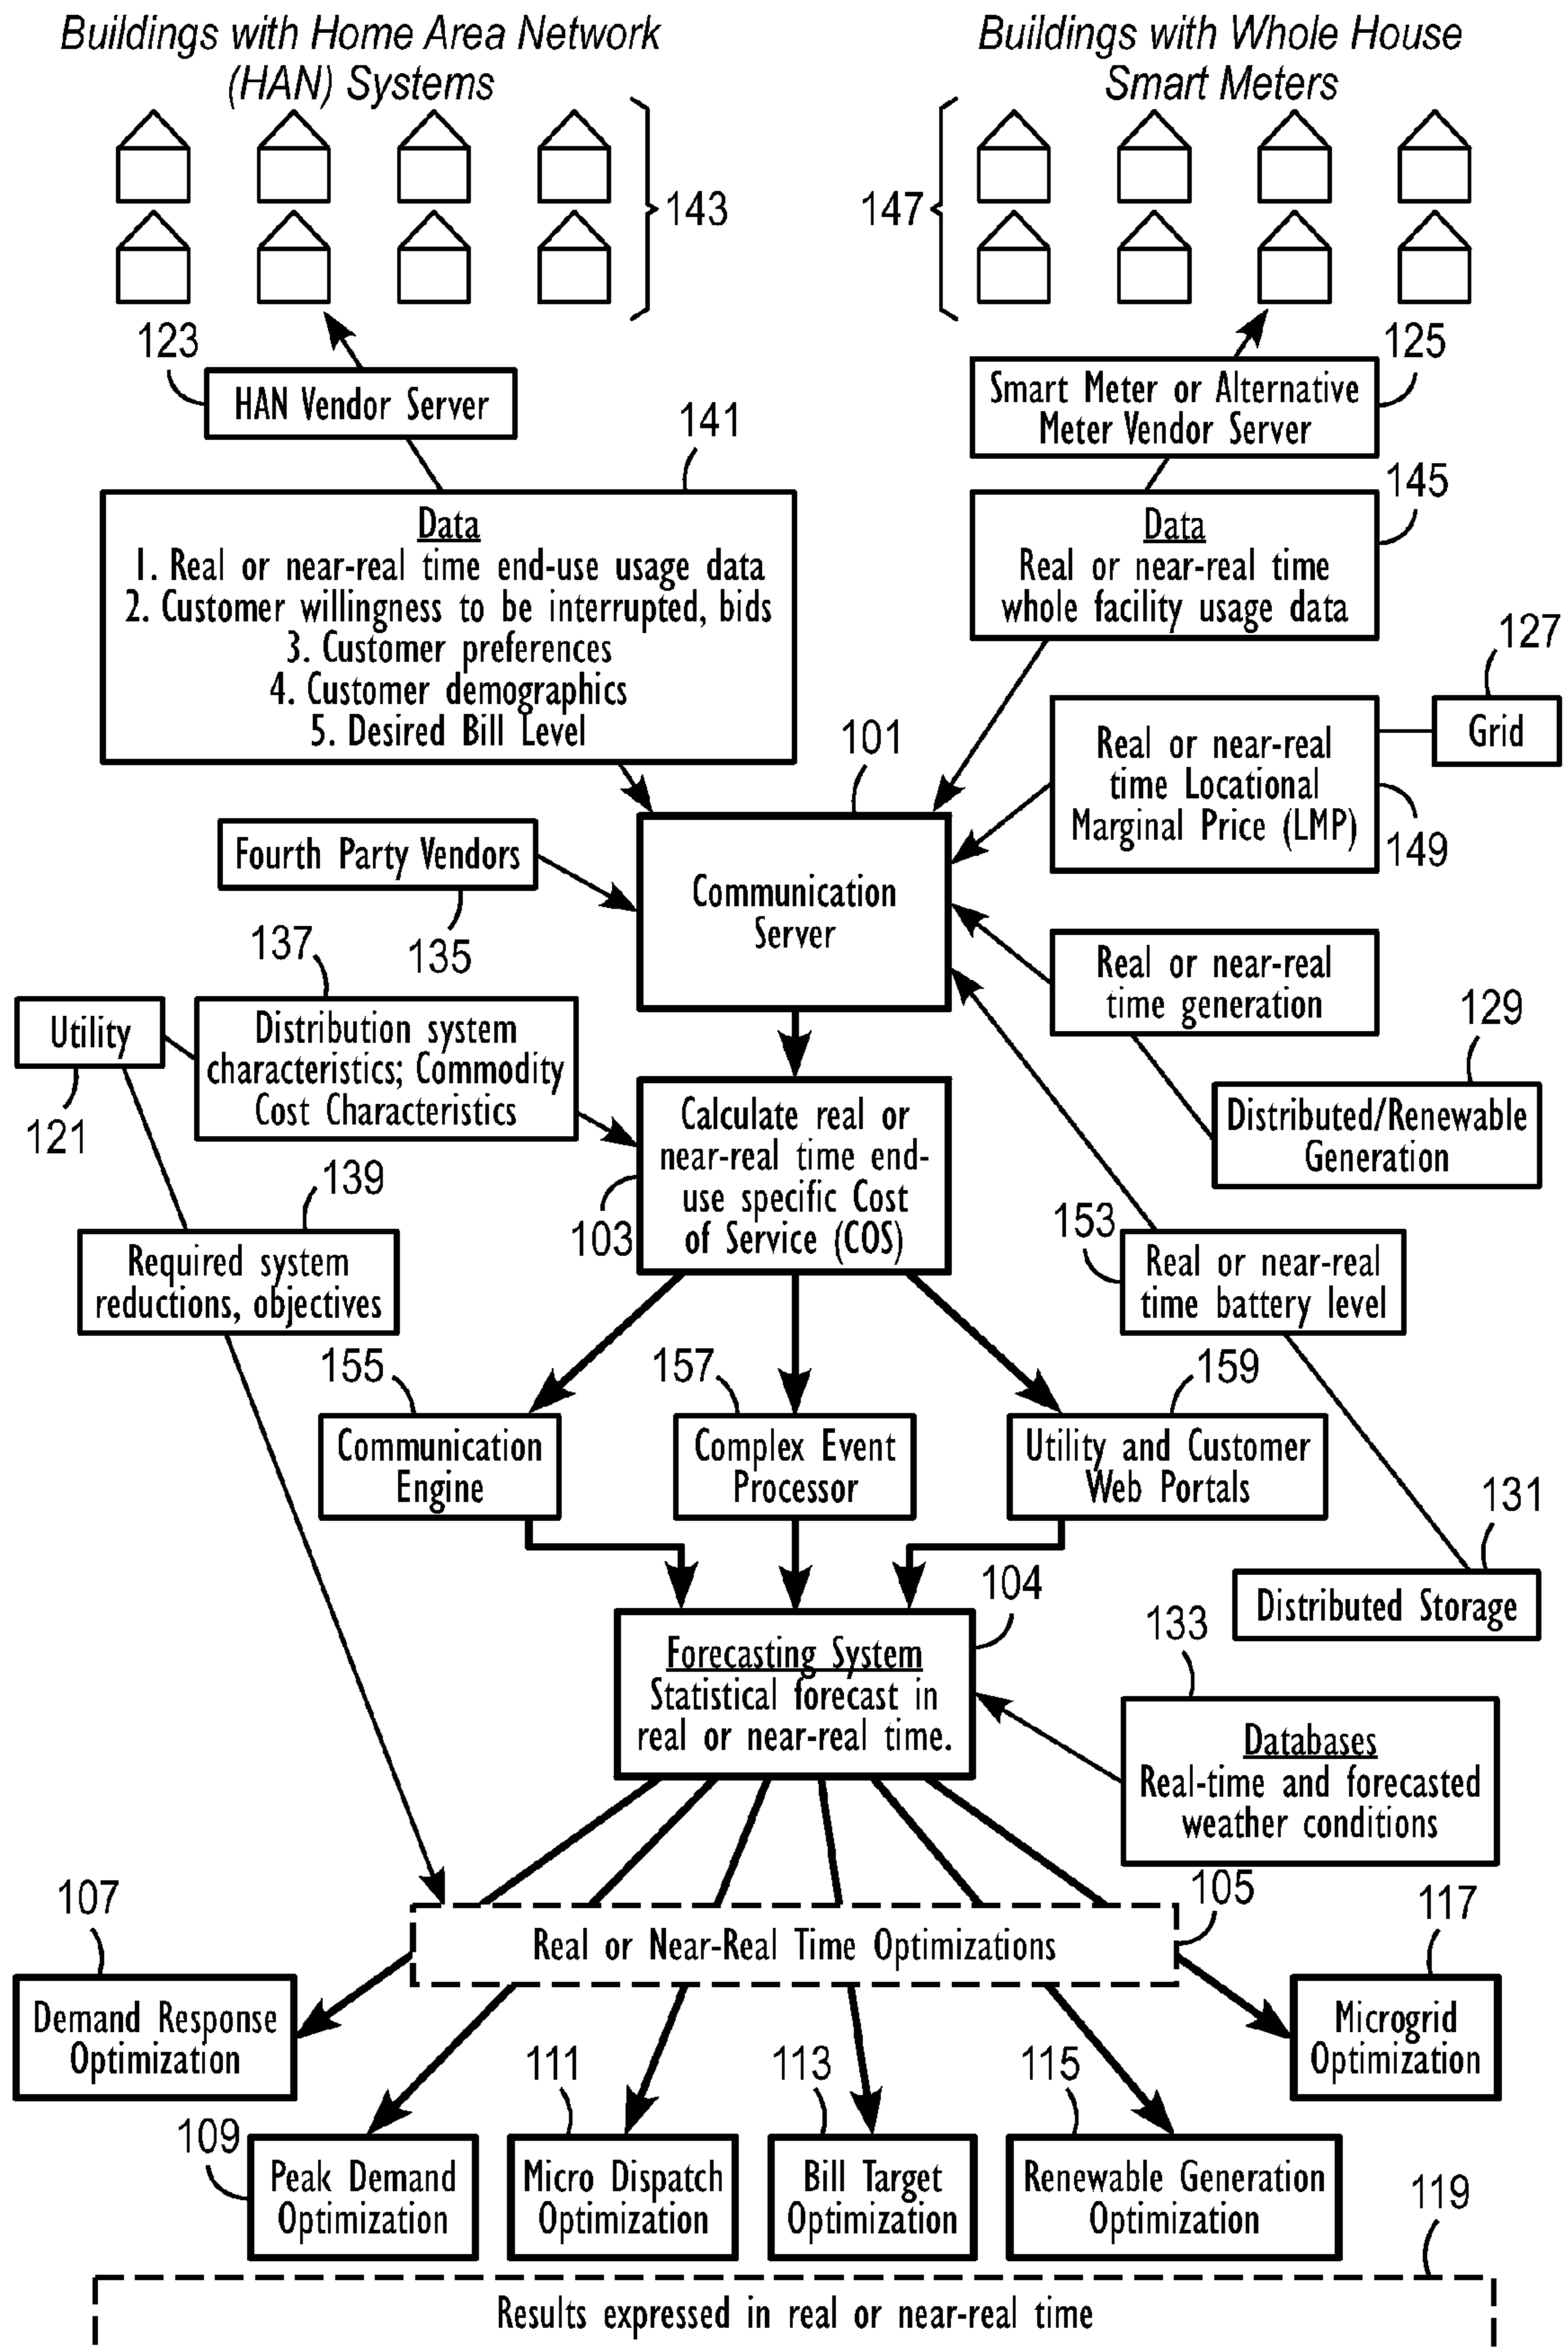 Buildings with Home Area Network
(HAN) Systems
Buildings with Whole House
Smart Meters
143
147
123
HAN Vendor Server
125
Smart Meter or Alternative
Meter Vendor Server
141
Data
1. Real or near-real time end-use usage data
2. Customer willingness to be interrupted, bids
3. Customer preferences
4. Customer demographics
5. Desired Bill Level
145
Data
Real or near-real time
whole facility usage data
127
Grid
Real or near-real
time Locational
Marginal Price (LMP)
149
101
Communication
Server
Fourth Party Vendors
135
137
Utility
121
Distribution system
characteristics; Commodity
Cost Characteristics
Real or near-real
time generation
129
Distributed/Renewable
Generation
Calculate real or
near-real time end-
use specific Cost
of Service (COS)
103
139
Required system
reductions, objectives
153
Real or near-real
time battery level
155
Communication
Engine
157
Complex Event
Processor
159
Utility and Customer
Web Portals
131
Distributed Storage
104
Forecasting System
Statistical forecast in
real or near-real time.
133
Databases
Real-time and forecasted
weather conditions
105
Real or Near-Real Time Optimizations
107
Demand Response
Optimization
117
Microgrid
Optimization
109
Peak Demand
Optimization
111
Micro Dispatch
Optimization
113
Bill Target
Optimization
115
Renewable Generation
Optimization
119
Results expressed in real or near-real time